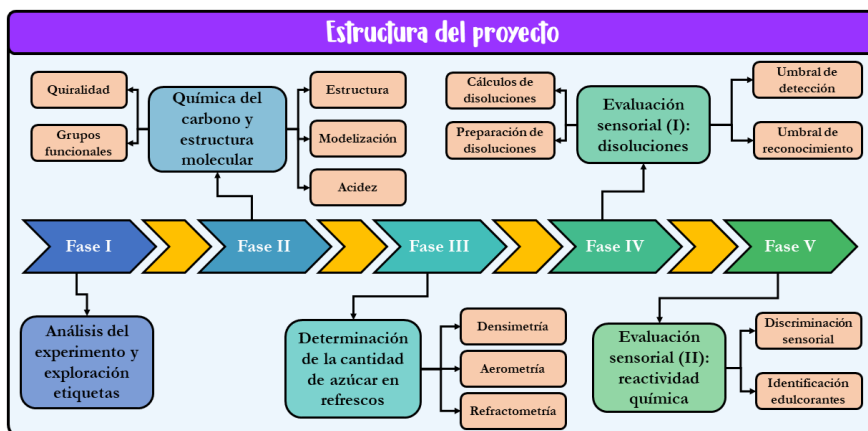 Estructura del proyecto
Quiralidad
Grupos
funcionales
Química del
carbono y
estructura
molecular
Estructura
Modelización
Acidez
Cálculos de
disoluciones
Preparación de
disoluciones
Evaluación
sensorial (I):
disoluciones
Umbral de
detección
Umbral de
reconocimiento
Fase I
Fase II
Fase III
Fase IV
Fase V
Análisis del
experimento y
exploración
etiquetas
Determinación
de la cantidad
de azúcar en
refrescos
Densimetría
Aerometría
Refractometría
Evaluación
sensorial (II):
reactividad
química
Discriminación
sensorial
Identificación
edulcorantes